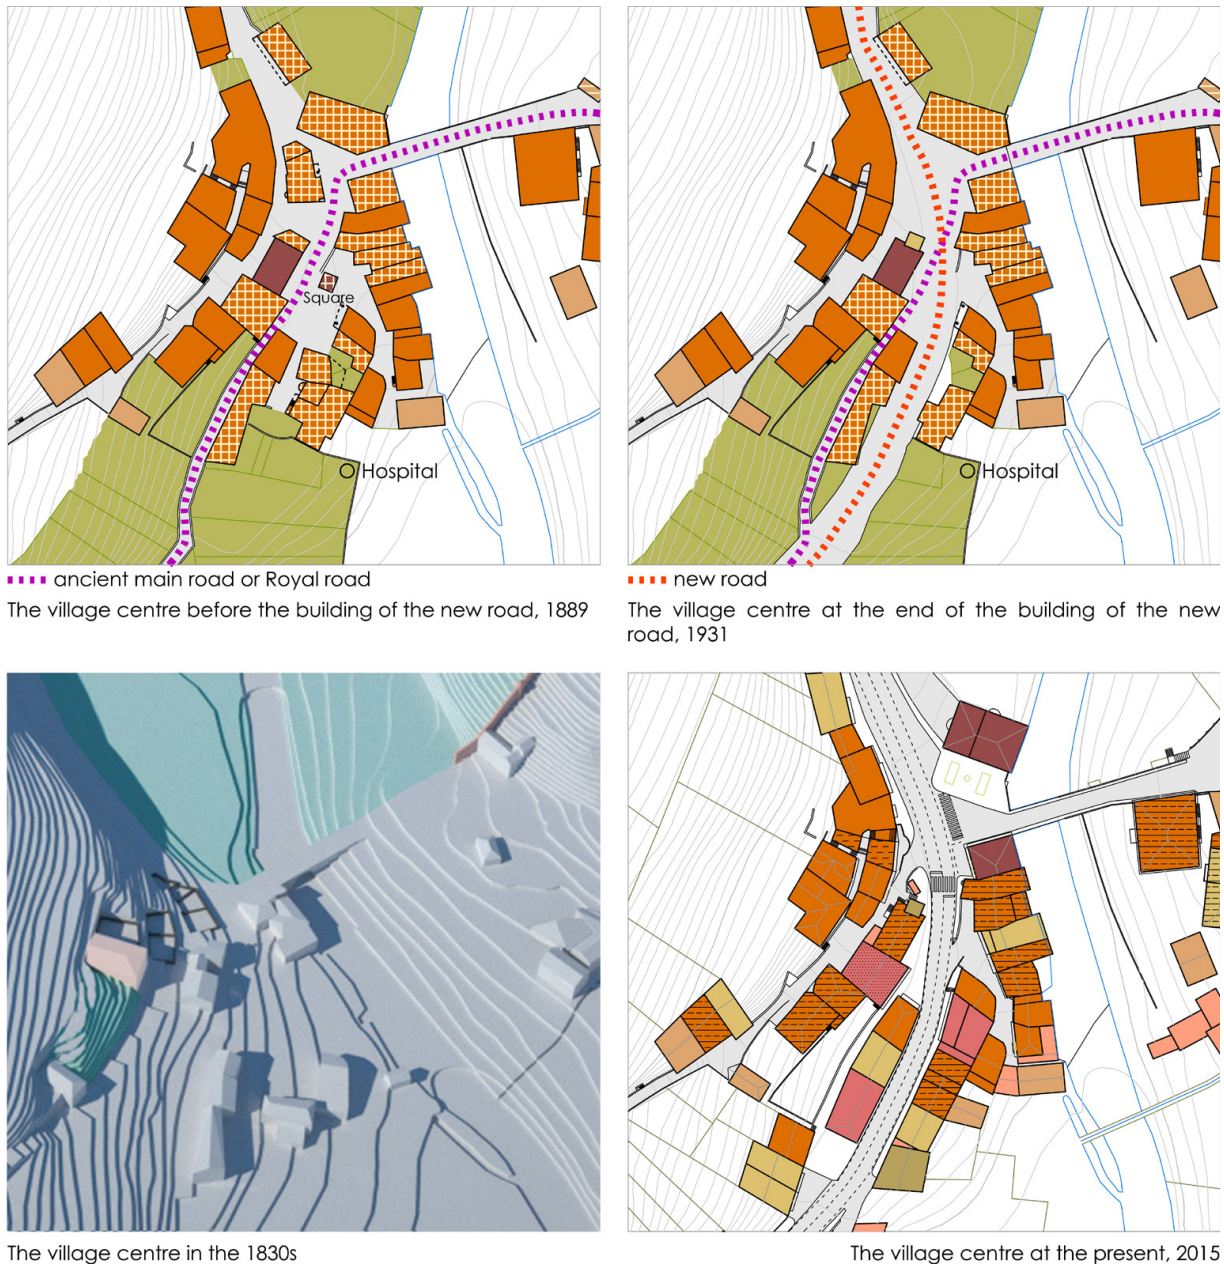 Square
Hospital
Hospital
ancient main road or Royal road
The village centre before the building of the new road, 1889
new road
The village centre at the end of the building of the new
road, 1931
The village centre in the 1830s
The village centre at the present, 2015